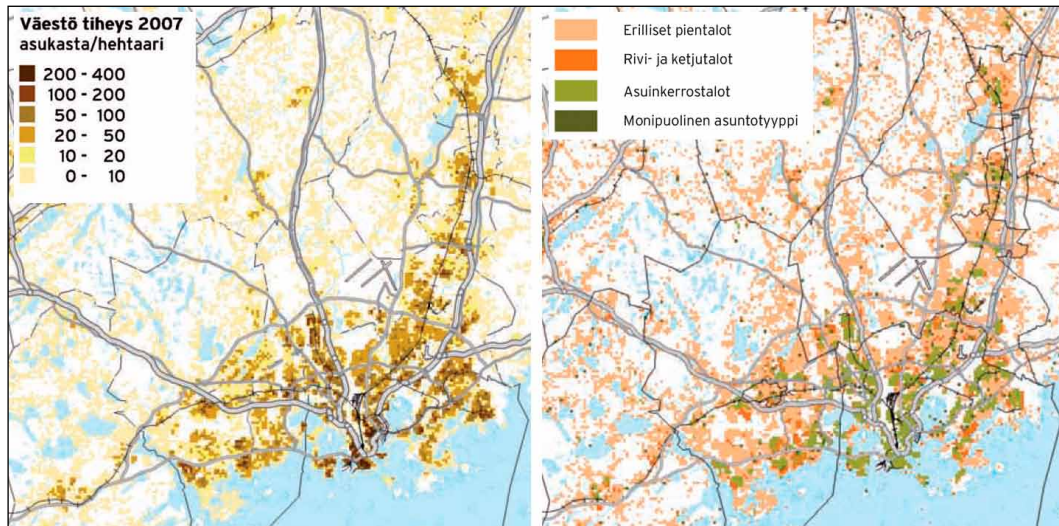 Väestö tiheys 2007
asukasta/hehtaari
200 - 400
100 - 200
50 - 100
20 - 50
10 - 20
0 - 10
Erilliset pientalot
Rivi- ja ketjutalot
Asuinkerrostalot
Monipuolinen asuntotyyppi